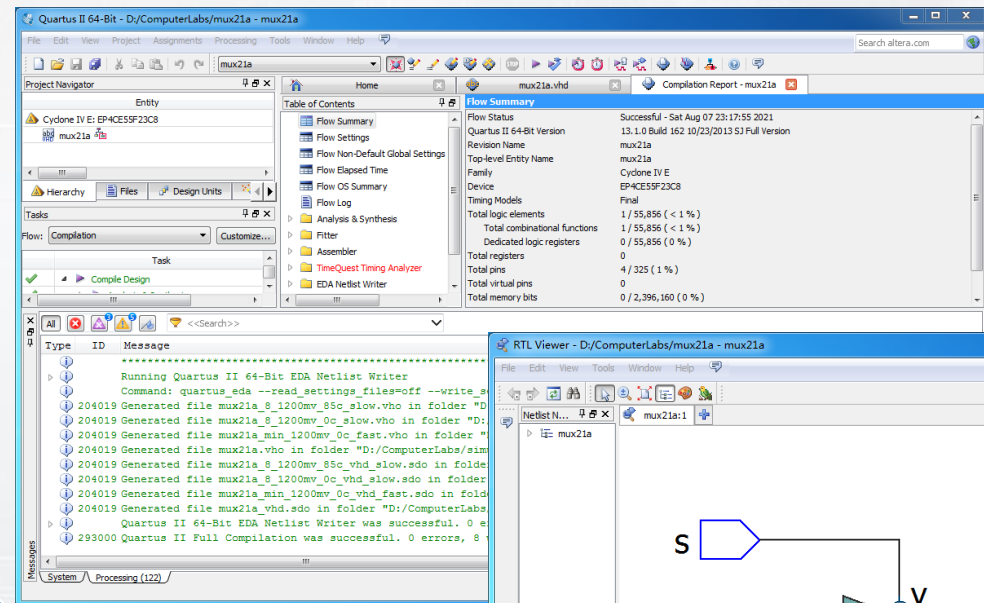 Quartus II 64-Bit - D:/ComputerLabs/mux21a - mux21a
File Edit View Project Assignments Processing Tools Window Help
Search altera.com
mux21a
Project Navigator
Entity
Cyclone IV E: EP4CE55F23C8
mux21a
Hierarchy Files Design Units
Tasks
Flow: Compilation Customize...
Task
Compile Design
Home mux21a.vhd Compilation Report - mux21a
Table of Contents
Flow Summary
Flow Settings
Flow Non-Default Global Settings
Flow Elapsed Time
Flow OS Summary
Flow Log
Analysis & Synthesis
Fitter
Assembler
TimeQuest Timing Analyzer
EDA Netlist Writer
Flow Summary
Flow Status Successful - Sat Aug 07 23:17:55 2021
Quartus II 64-Bit Version 13.1.0 Build 162 10/23/2013 SJ Full Version
Revision Name mux21a
Top-level Entity Name mux21a
Family Cyclone IV E
Device EP4CE55F23C8
Timing Models Final
Total logic elements 1 / 55,856 ( < 1 % )
Total combinational functions 1 / 55,856 ( < 1 % )
Dedicated logic registers 0 / 55,856 ( 0 % )
Total registers 0
Total pins 4 / 325 ( 1 % )
Total virtual pins 0
Total memory bits 0 / 2,396,160 ( 0 % )
All <<Search>>
Type ID Message
*******************************************************
Running Quartus II 64-Bit EDA Netlist Writer
Command: quartus_eda --read_settings_files=off --write_se
204019 Generated file mux21a_8_1200mv_85c_slow.vho in folder "D
204019 Generated file mux21a_8_1200mv_0c_slow.vho in folder "D:
204019 Generated file mux21a_min_1200mv_0c_fast.vho in folder "
204019 Generated file mux21a.vho in folder "D:/ComputerLabs/sim
204019 Generated file mux21a_8_1200mv_85c_vhd_slow.sdo in folde
204019 Generated file mux21a_8_1200mv_0c_vhd_slow.sdo in folder
204019 Generated file mux21a_min_1200mv_0c_vhd_fast.sdo in fold
204019 Generated file mux21a_vhd.sdo in folder "D:/ComputerLabs
Quartus II 64-Bit EDA Netlist Writer was successful. 0 e
293000 Quartus II Full Compilation was successful. 0 errors, 8
Messages
System Processing (122)
RTL Viewer - D:/ComputerLabs/mux21a - mux21a
File Edit View Tools Window Help
Netlist N... mux21a:1
mux21a
S
y